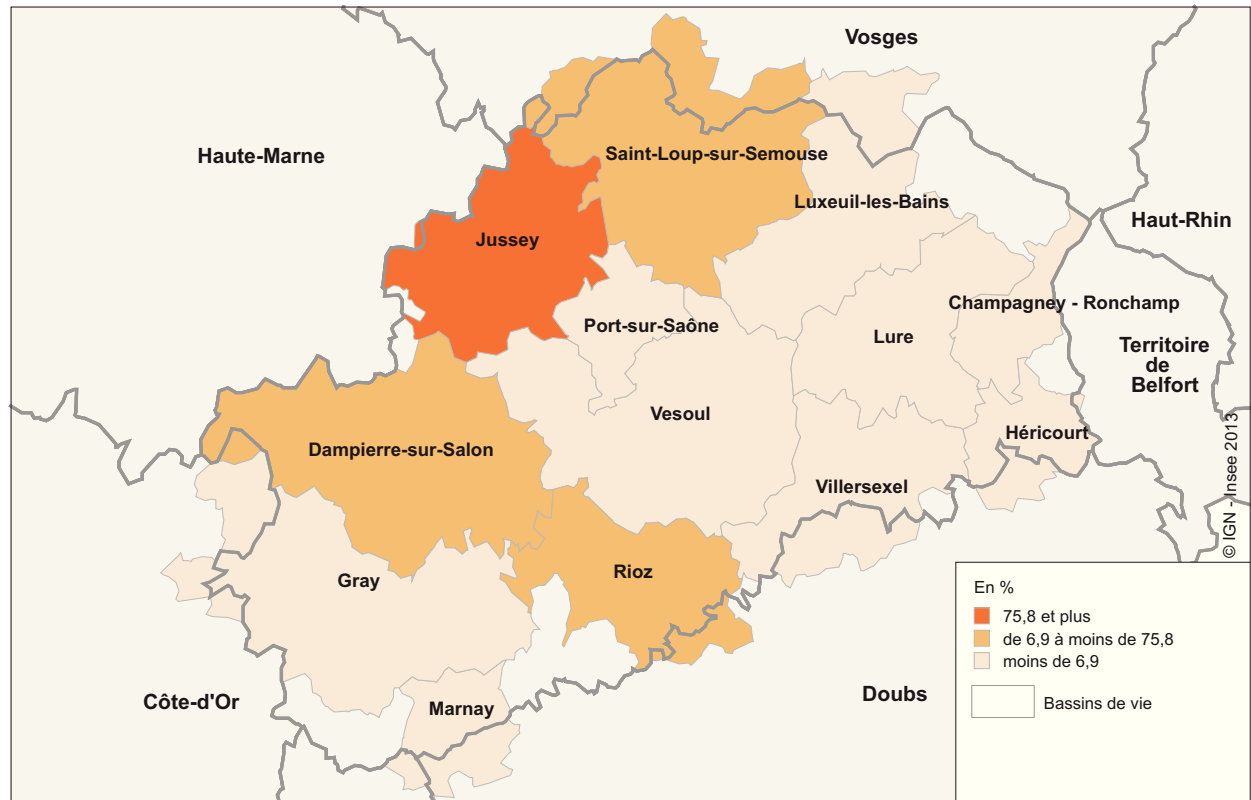 Vosges
Haute-Marne
Saint-Loup-sur-Semouse
Luxeuil-les-Bains
Haut-Rhin
Jussey
Champagney - Ronchamp
Port-sur-Saône
Lure
Territoire
de
Belfort
Vesoul
Héricourt
Dampierre-sur-Salon
Villersexel
© IGN - Insee 2013
Rioz
Gray
En %
75,8 et plus
de 6,9 à moins de 75,8
moins de 6,9
Bassins de vie
Côte-d'Or
Marnay
Doubs